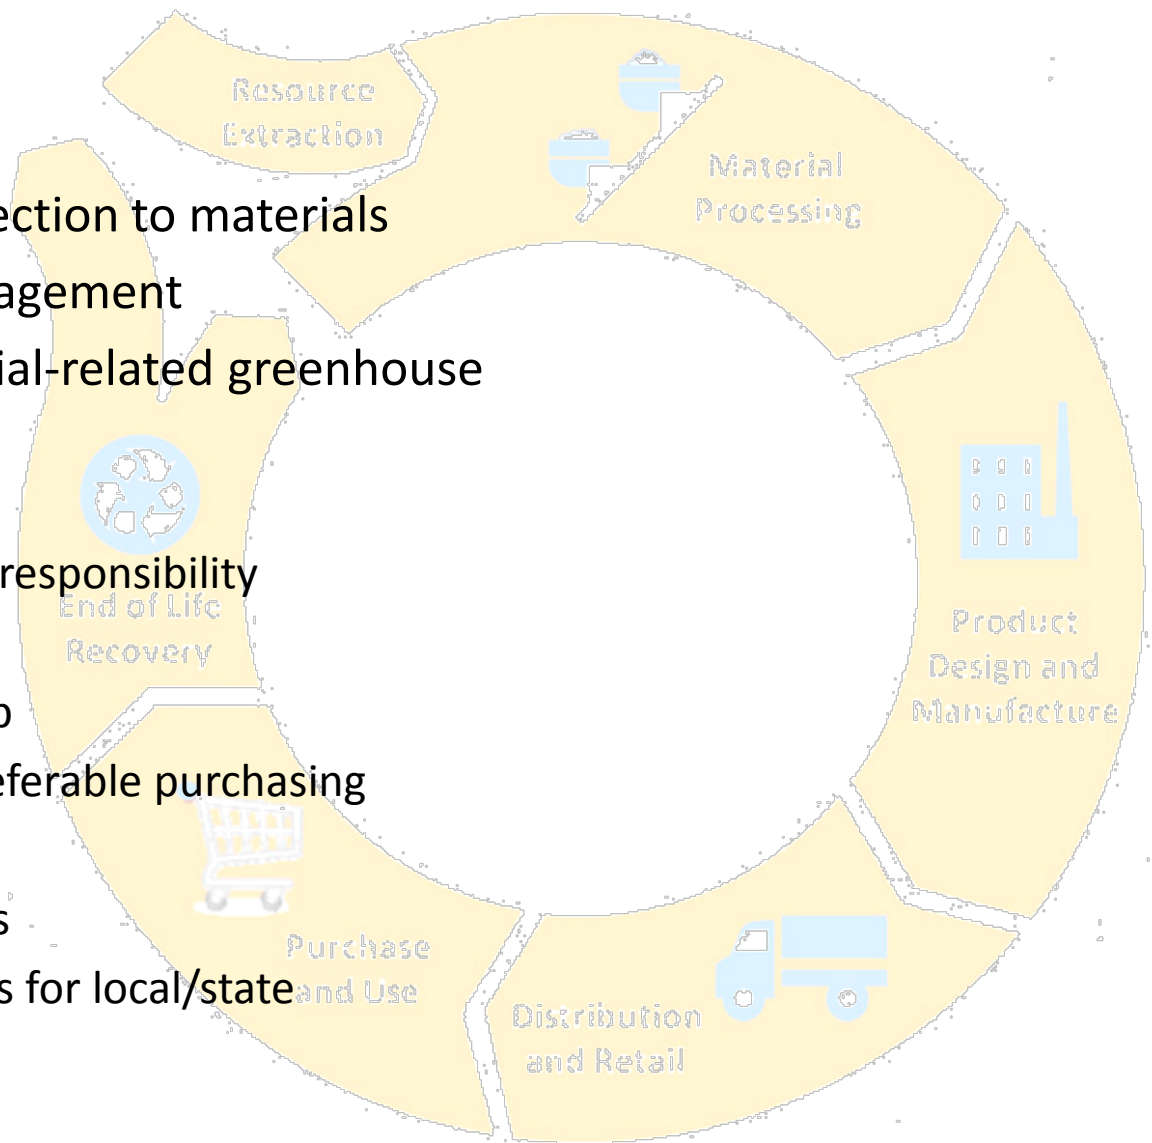 Resource
Extraction
Material
Processing
ection to materials
agement
ial-related greenhouse
responsibility
End of Life
Recovery
Product
Design and
Manufacture
eferable purchasing
s
Purchase
and Use
s for local/state
Distribution
and Retail